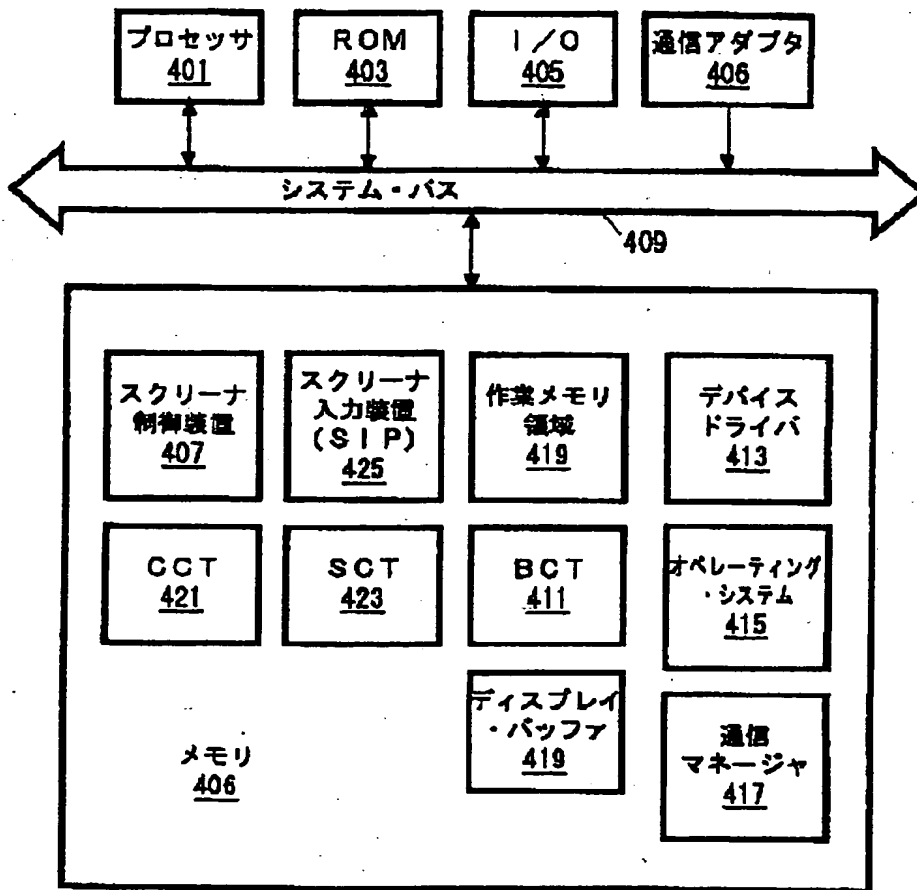 プロセッサ
401
ROM
403
I/O
405
通信アダプタ
406
システム・バス
409
スクリーナ
制御装置
407
スクリーナ
入力装置
(SIP)
425
作業メモリ
領域
419
デバイス
ドライバ
413
CCT
421
SCT
423
BCT
411
オペレーティング
・システム
415
ディスプレイ
・バッファ
419
通信
マネージャ
417
メモリ
406